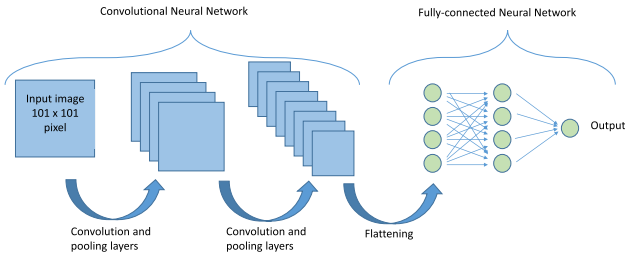 Convolutional Neural Network
Fully-connected Neural Network
Input image
101 x 101
pixel
Output
Convolution and
pooling layers
Convolution and
pooling layers
Flattening